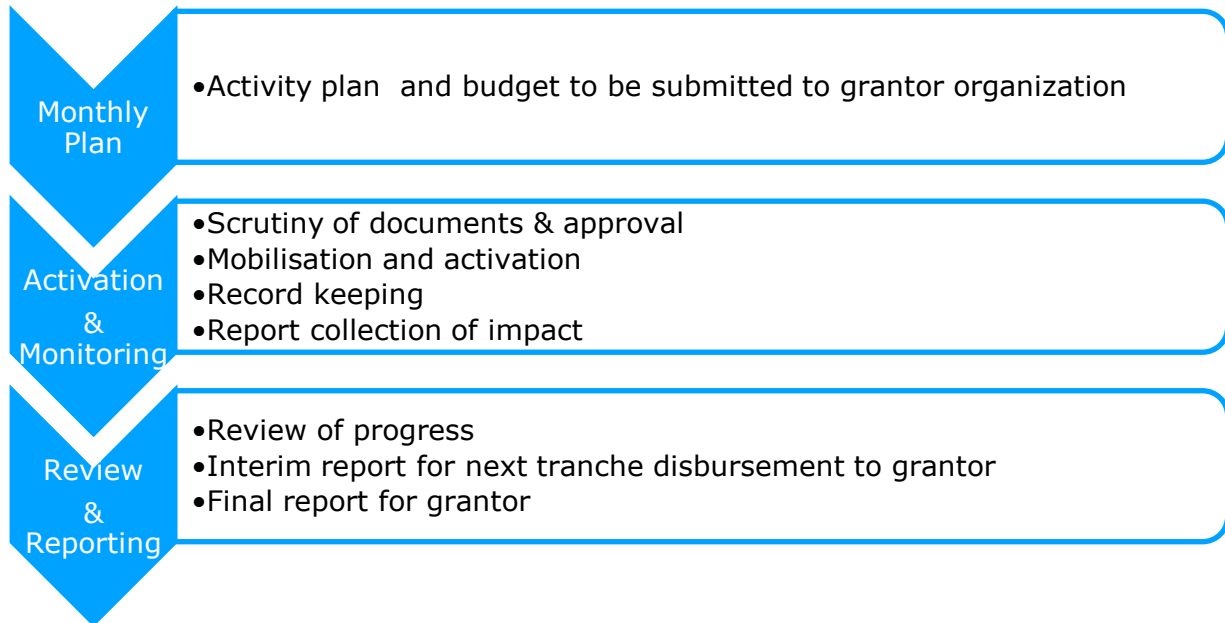 Monthly
Plan
•Activity plan  and budget to be submitted to grantor organization
Activation
&
Monitoring
•Scrutiny of documents & approval
•Mobilisation and activation
•Record keeping
•Report collection of impact
Review
&
Reporting
•Review of progress
•Interim report for next tranche disbursement to grantor
•Final report for grantor